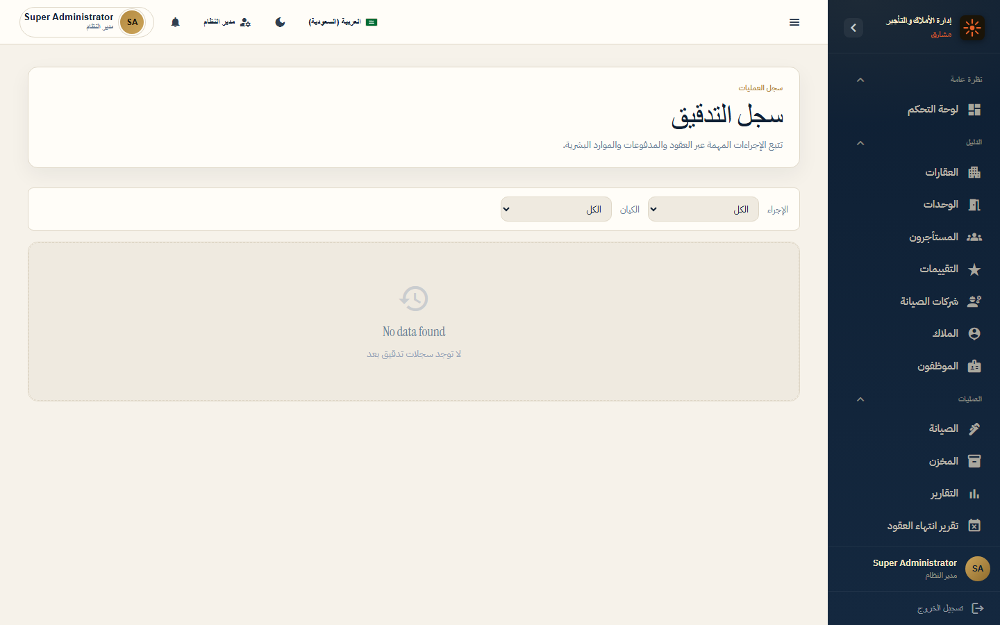 إدارة الأملاك والتأجير
مشارق
نظرة عامة
لوحة التحكم
الدليل
العقارات
الوحدات
المستأجرون
التقييمات
شركات الصيانة
الملاك
الموظفون
العمليات
الصيانة
المخزن
التقارير
تقرير انتهاء العقود
SA
Super Administrator
مدير النظام
تسجيل الخروج
العربية (السعودية)
مدير النظام
SA
Super Administrator
مدير النظام
سجل العمليات
سجل التدقيق
تتبع الإجراءات المهمة عبر العقود والمدفوعات والموارد البشرية.
الإجراء الكل الكيان الكل
No data found
لا توجد سجلات تدقيق بعد